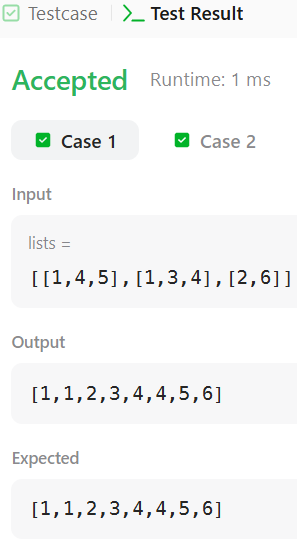 Testcase Test Result
Accepted Runtime: 1 ms
Case 1 Case 2
Input
lists =
[[1,4,5],[1,3,4],[2,6]]
Output
[1,1,2,3,4,4,5,6]
Expected
[1,1,2,3,4,4,5,6]